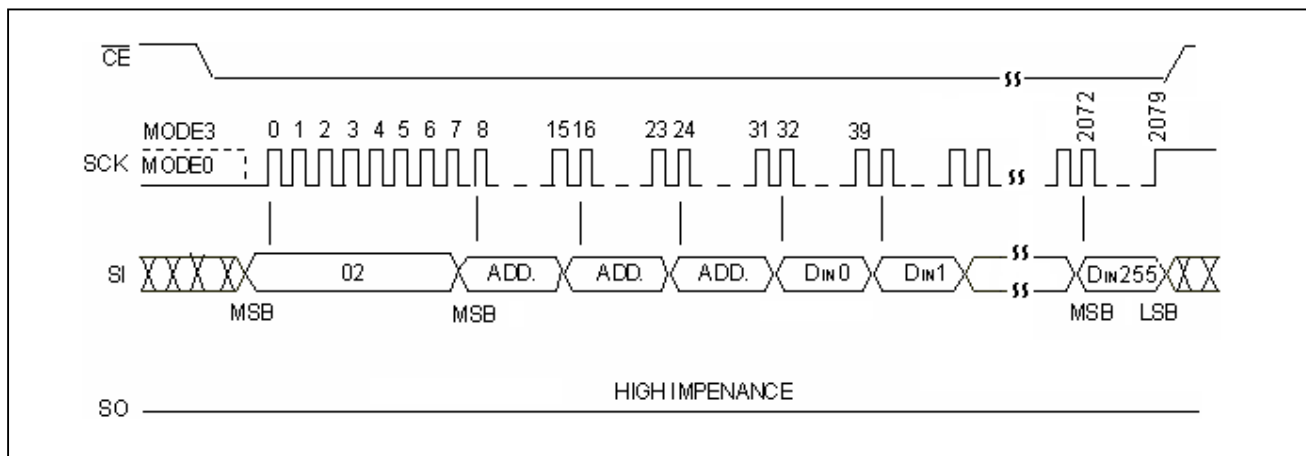 CE
2072
2079
MODE3 0 1 2 3 4 5 6 7 8 15 16 23 24 31 32 39
SCK MODE0
SI 02 ADD. ADD. ADD. DIN0 DIN1 DIN255
MSB MSB MSB LSB
HIGH IMPENANCE
SO